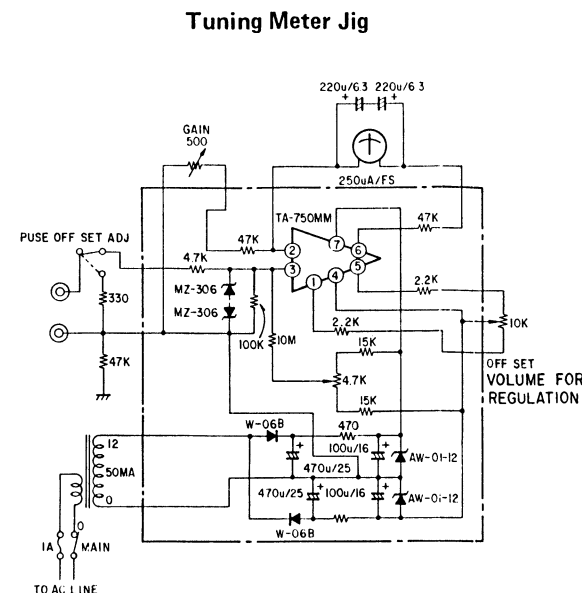 Tuning Meter Jig
220u/6.3 220u/6.3
+ +
GAIN
500
250uA/FS
TA-750MM
PUSE OFF SET ADJ
47K
47K
7
6
2
4.7K
3
5
1
4
2.2K
MZ-306
330
MZ-306
2.2K
10K
100K
10M
15K
47K
4.7K
OFF SET
VOLUME FOR
REGULATION
15K
W-06B
470
12
+
100u/16
+
AW-01-12
50MA
470u/25
470u/25
+
100u/16
+
AW-01-12
0
W-06B
0
1A
MAIN
TO AC LINE